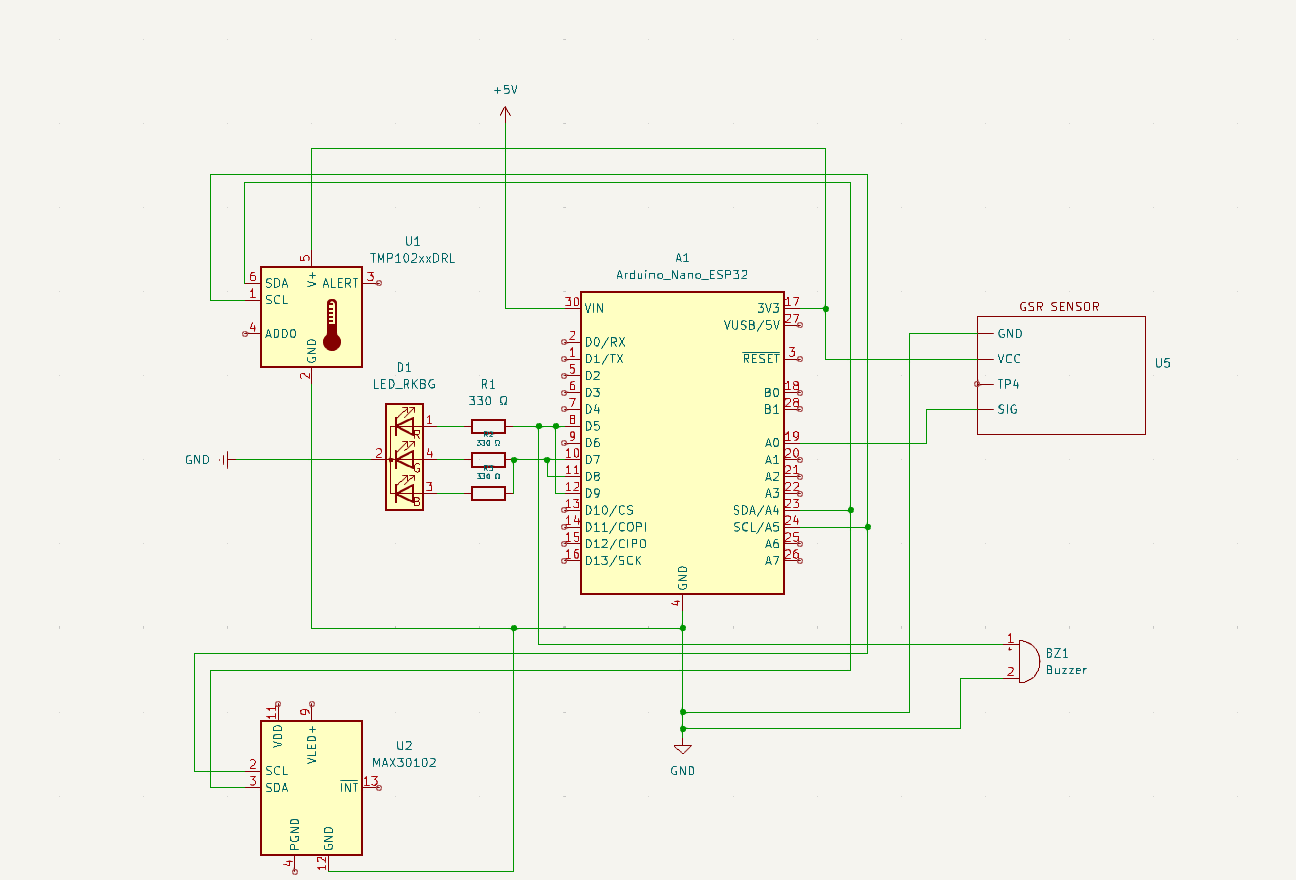 +5V
U1
TMP102xxDRL
5
V+
6 SDA
ALERT 3
1 SCL
4 ADD0
GND
2
A1
Arduino_Nano_ESP32
30 VIN
3V3 17
VUSB/5V 27
2 D0/RX
1 D1/TX
RESET 3
5 D2
6 D3
B0 18
7 D4
B1 28
8 D5
9 D6
A0 19
10 D7
A1 20
11 D8
A2 21
12 D9
A3 22
13 D10/CS
SDA/A4 23
14 D11/COPI
SCL/A5 24
15 D12/CIPO
A6 25
16 D13/SCK
A7 26
GND
4
GSR SENSOR
GND
VCC
TP4
SIG
U5
D1
LED_RKBG
1
R
2
4
G
3
B
GND
R1
330 Ω
R2
330 Ω
R3
330 Ω
1
+
2
BZ1
Buzzer
GND
11
VDD
9
VLED+
U2
MAX30102
2 SCL
3 SDA
INT 13
PGND
4
GND
12